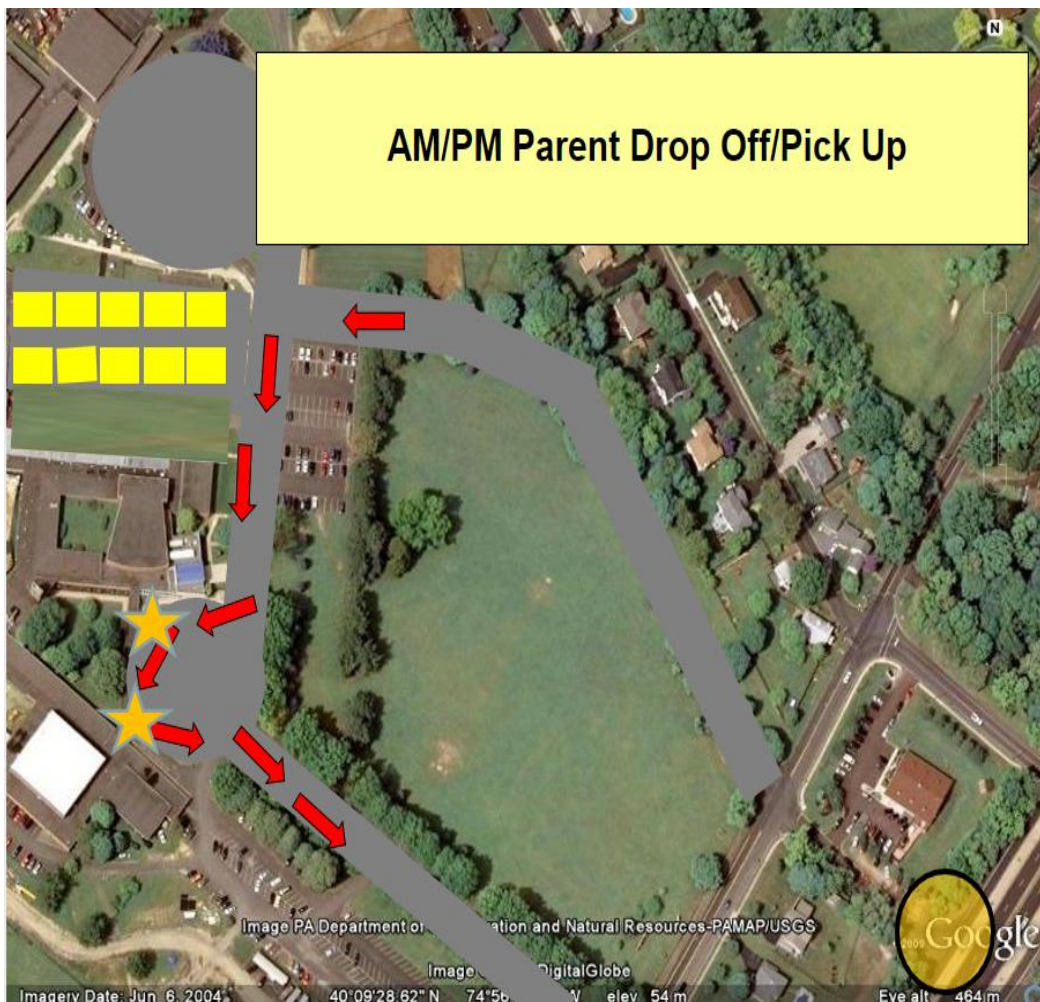 N
AM/PM Parent Drop Off/Pick Up
Image PA Department of ation and Natural Resources-PAMAP/USGS
2009 Google
Image DigitalGlobe
Imagery Date: Jun 6, 2004 40°09'28.62" N 74°56 W elev 54 m Eye alt 464 m